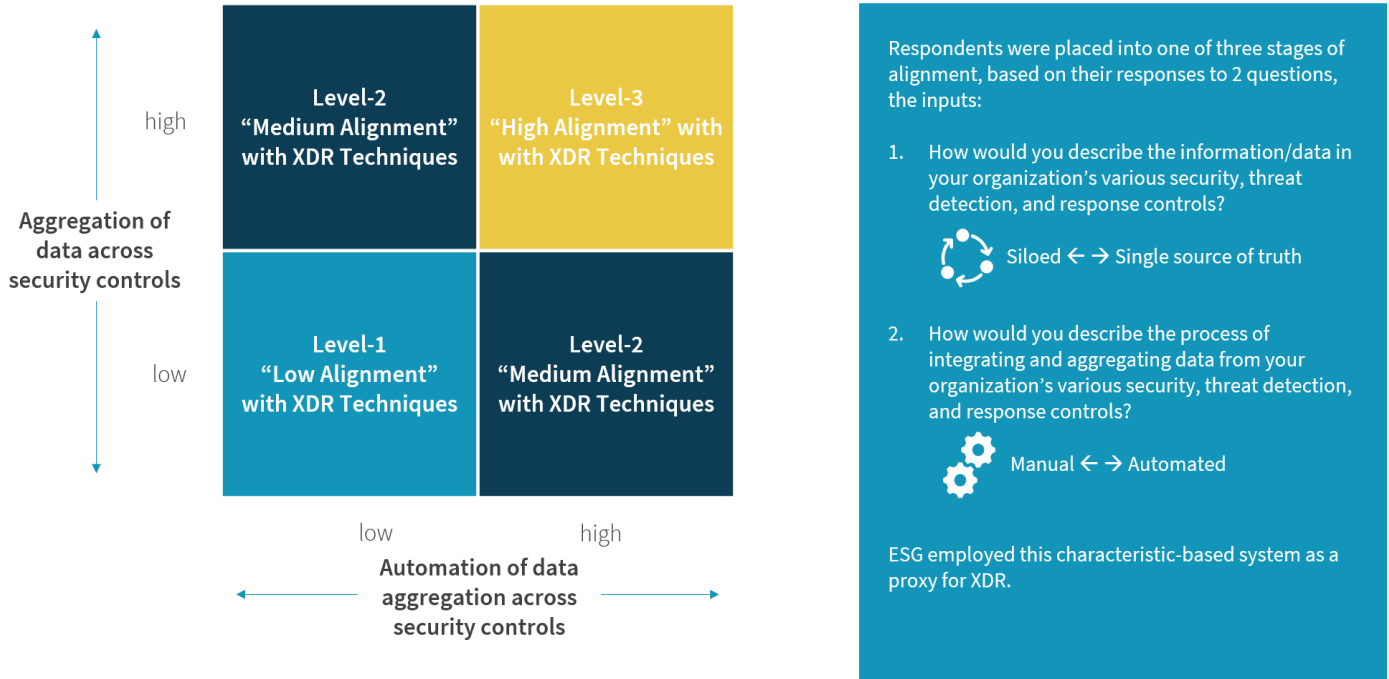 high
Aggregation of
data across
security controls
low
Level-2
“Medium Alignment”
with XDR Techniques
Level-3
“High Alignment” with
with XDR Techniques
Level-1
“Low Alignment”
with XDR Techniques
Level-2
“Medium Alignment”
with XDR Techniques
low
high
Automation of data
aggregation across
security controls
Respondents were placed into one of three stages of
alignment, based on their responses to 2 questions,
the inputs:
1. How would you describe the information/data in
your organization’s various security, threat
detection, and response controls?
Siloed ← → Single source of truth
2. How would you describe the process of
integrating and aggregating data from your
organization’s various security, threat detection,
and response controls?
Manual ← → Automated
ESG employed this characteristic-based system as a
proxy for XDR.